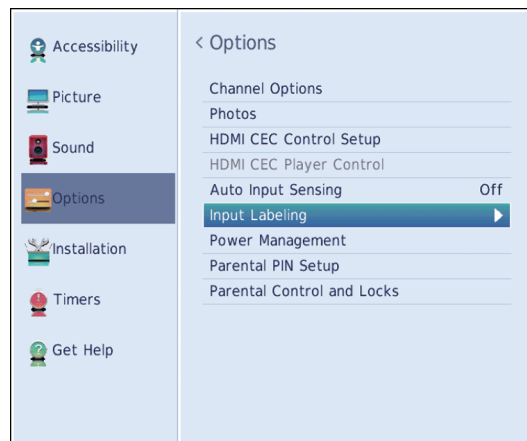 Accessibility
Picture
Sound
Options
Installation
Timers
Get Help
< Options
Channel Options
Photos
HDMI CEC Control Setup
HDMI CEC Player Control
Auto Input Sensing Off
Input Labeling
Power Management
Parental PIN Setup
Parental Control and Locks